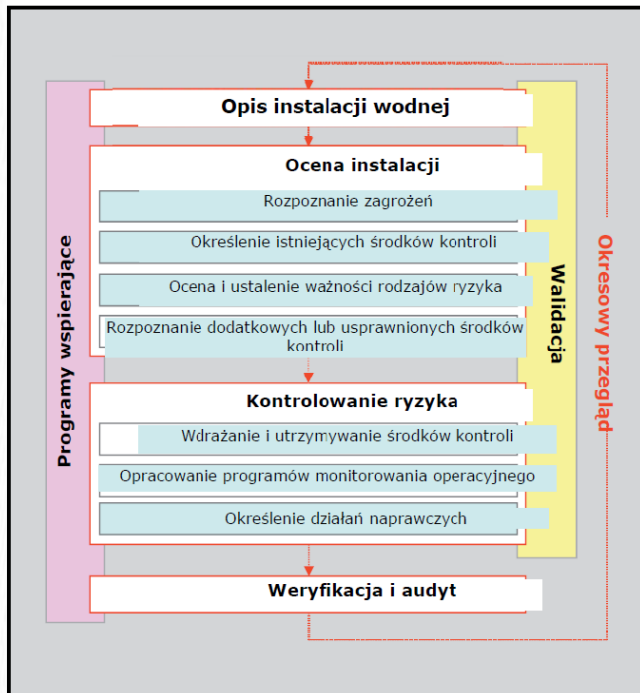 Opis instalacji wodnej
Ocena instalacji
Rozpoznanie zagrożeń
Określenie istniejących środków kontroli
Ocena i ustalenie ważności rodzajów ryzyka
Rozpoznanie dodatkowych lub usprawnionych środków
kontroli
Kontrolowanie ryzyka
Wdrażanie i utrzymywanie środków kontroli
Opracowanie programów monitorowania operacyjnego
Określenie działań naprawczych
Weryfikacja i audyt
Programy wspierające
Walidacja
Okresowy przegląd